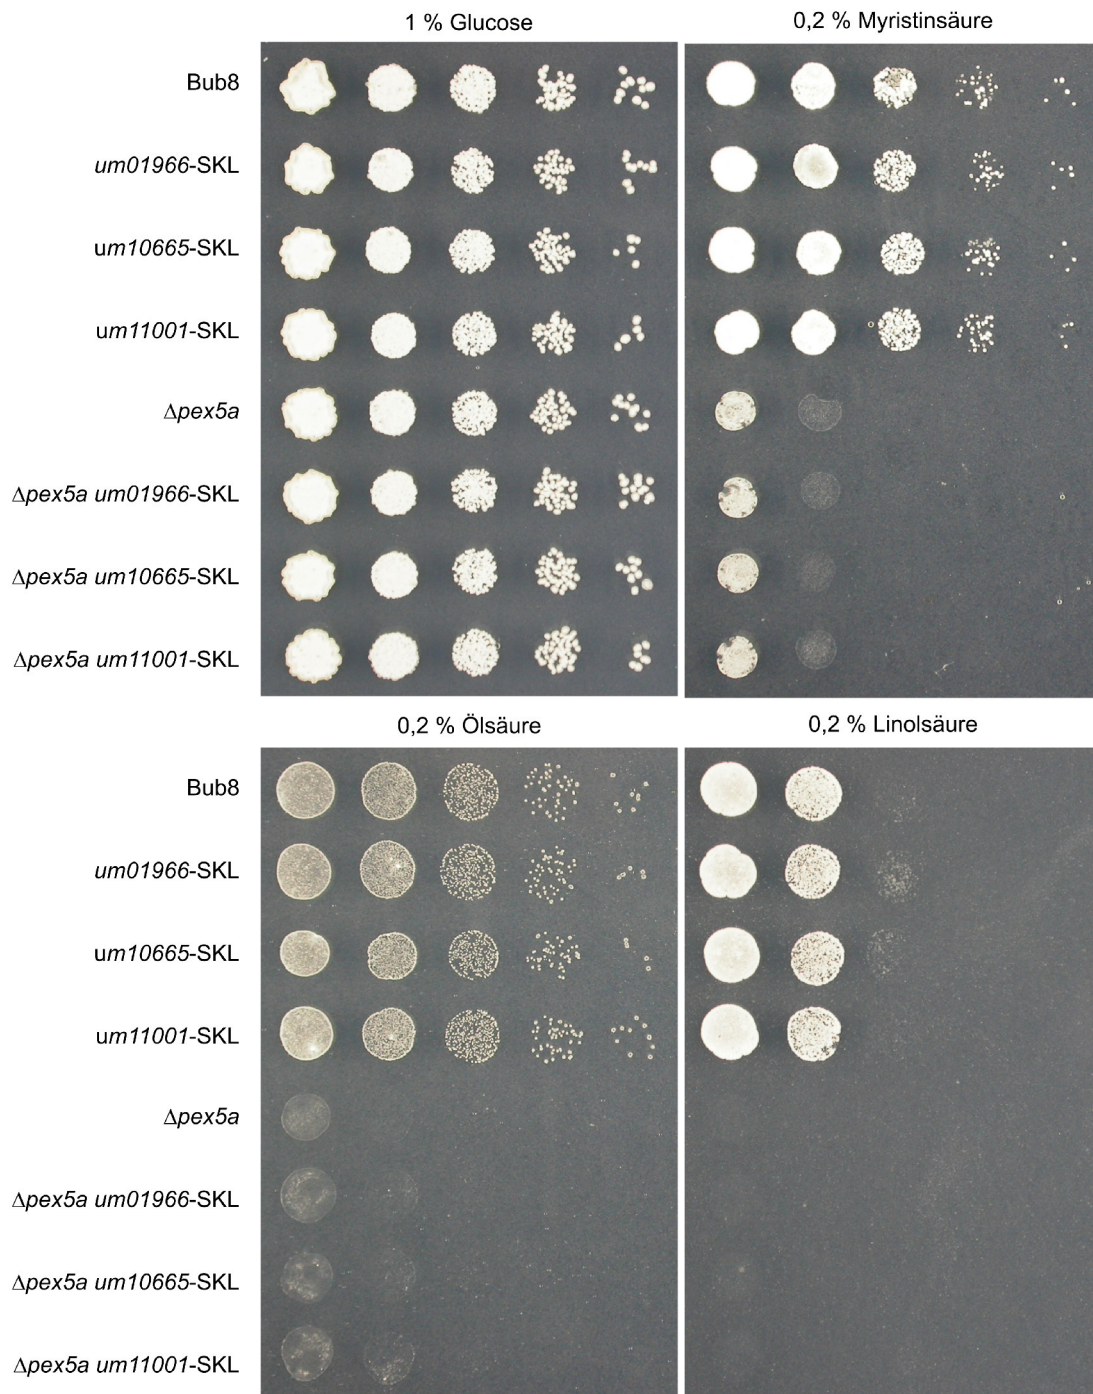 1 % Glucose
0,2 % Myristinsäure
Bub8
um01966-SKL
um10665-SKL
um11001-SKL
Δpex5a
Δpex5a um01966-SKL
Δpex5a um10665-SKL
Δpex5a um11001-SKL
0,2 % Ölsäure
0,2 % Linolsäure
Bub8
um01966-SKL
um10665-SKL
um11001-SKL
Δpex5a
Δpex5a um01966-SKL
Δpex5a um10665-SKL
Δpex5a um11001-SKL